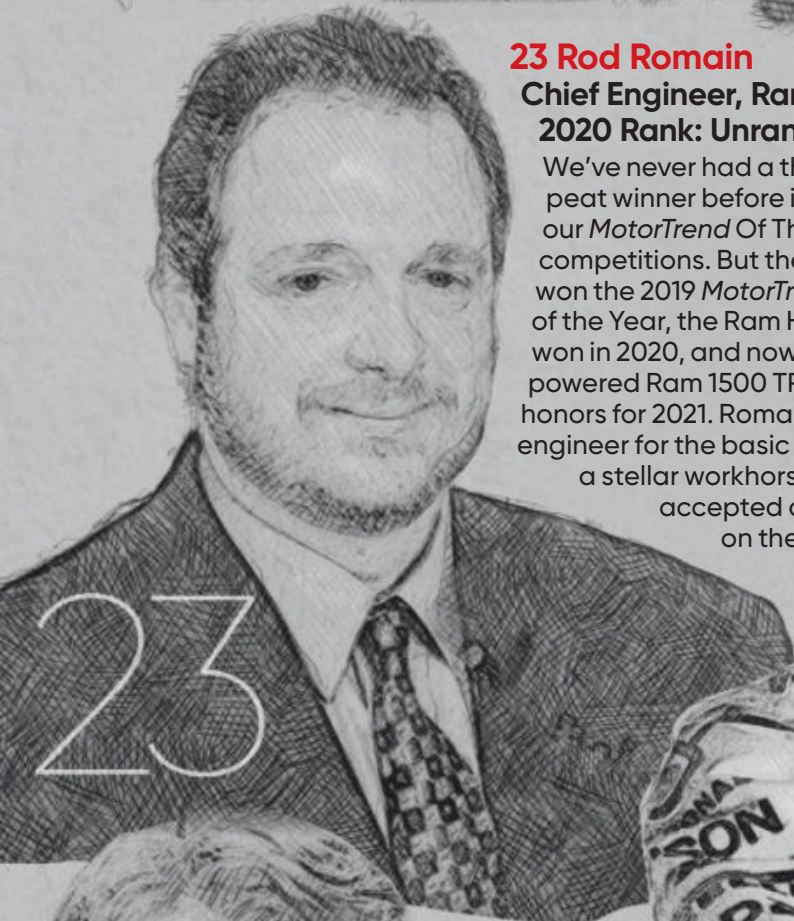 23 Rod Romain
Chief Engineer, Ram
2020 Rank: Unran
We’ve never had a th
peat winner before i
our MotorTrend Of Th
competitions. But the
won the 2019 MotorTre
of the Year, the Ram H
won in 2020, and now
powered Ram 1500 TR
honors for 2021. Roma
engineer for the basic
a stellar workhors
accepted
on the
23
SON